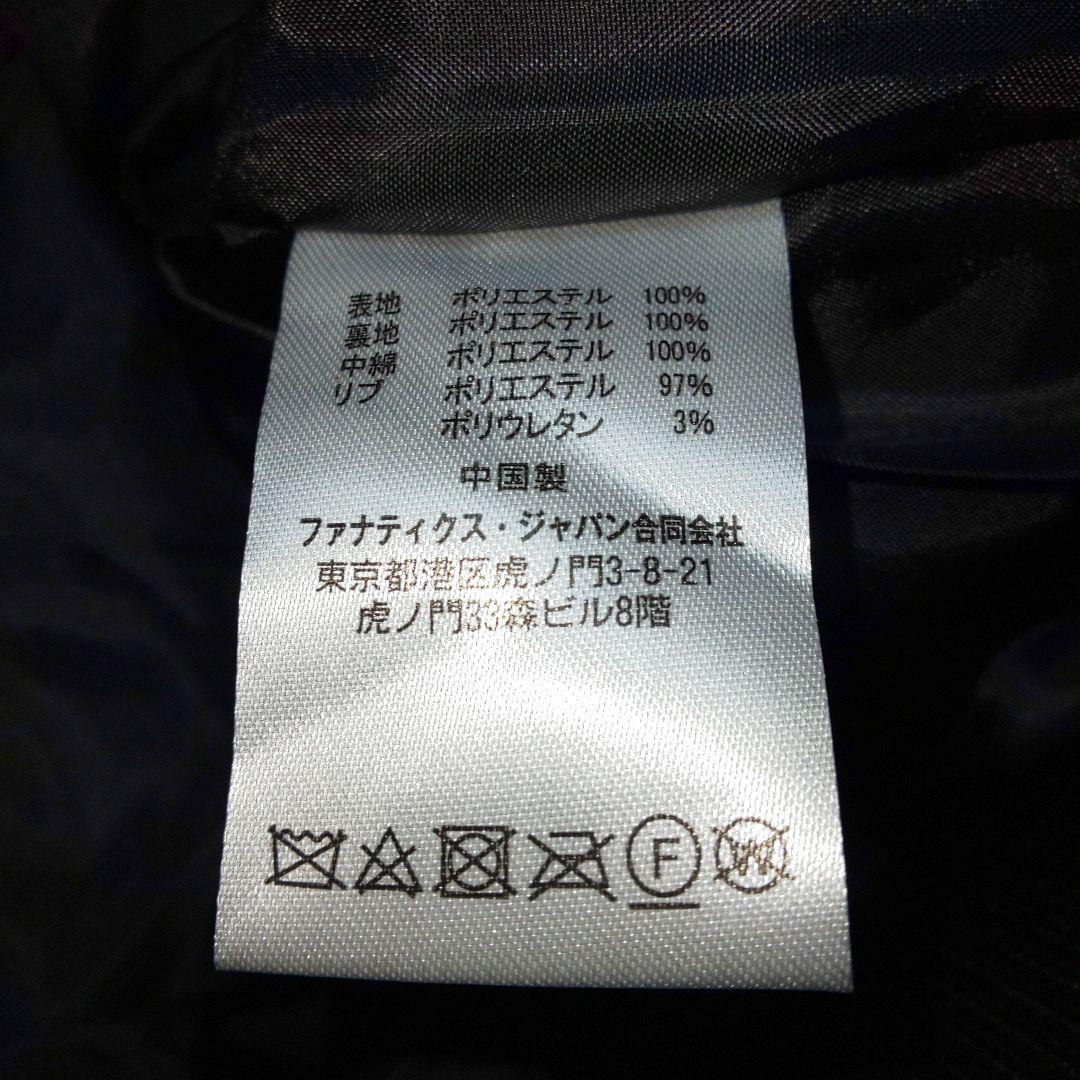 表地 ポリエステル 100%
裏地 ポリエステル 100%
中綿 ポリエステル 100%
リブ ポリエステル 97%
ポリウレタン 3%
中国製
ファナティクス・ジャパン合同会社
東京都港区虎ノ門3-8-21
虎ノ門33森ビル8階
F
W